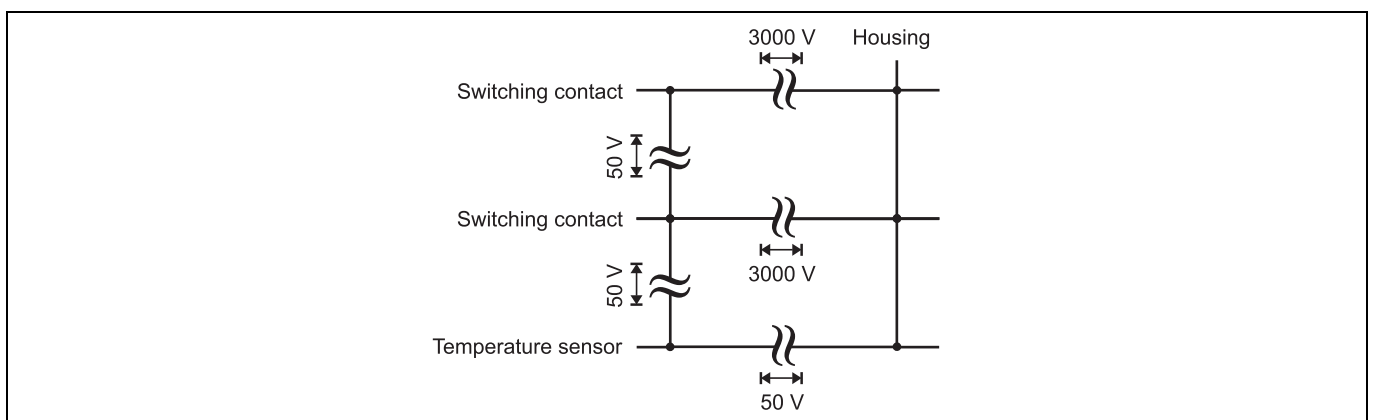 3000 V
Housing
Switching contact
50 V
Switching contact
3000 V
50 V
Temperature sensor
50 V